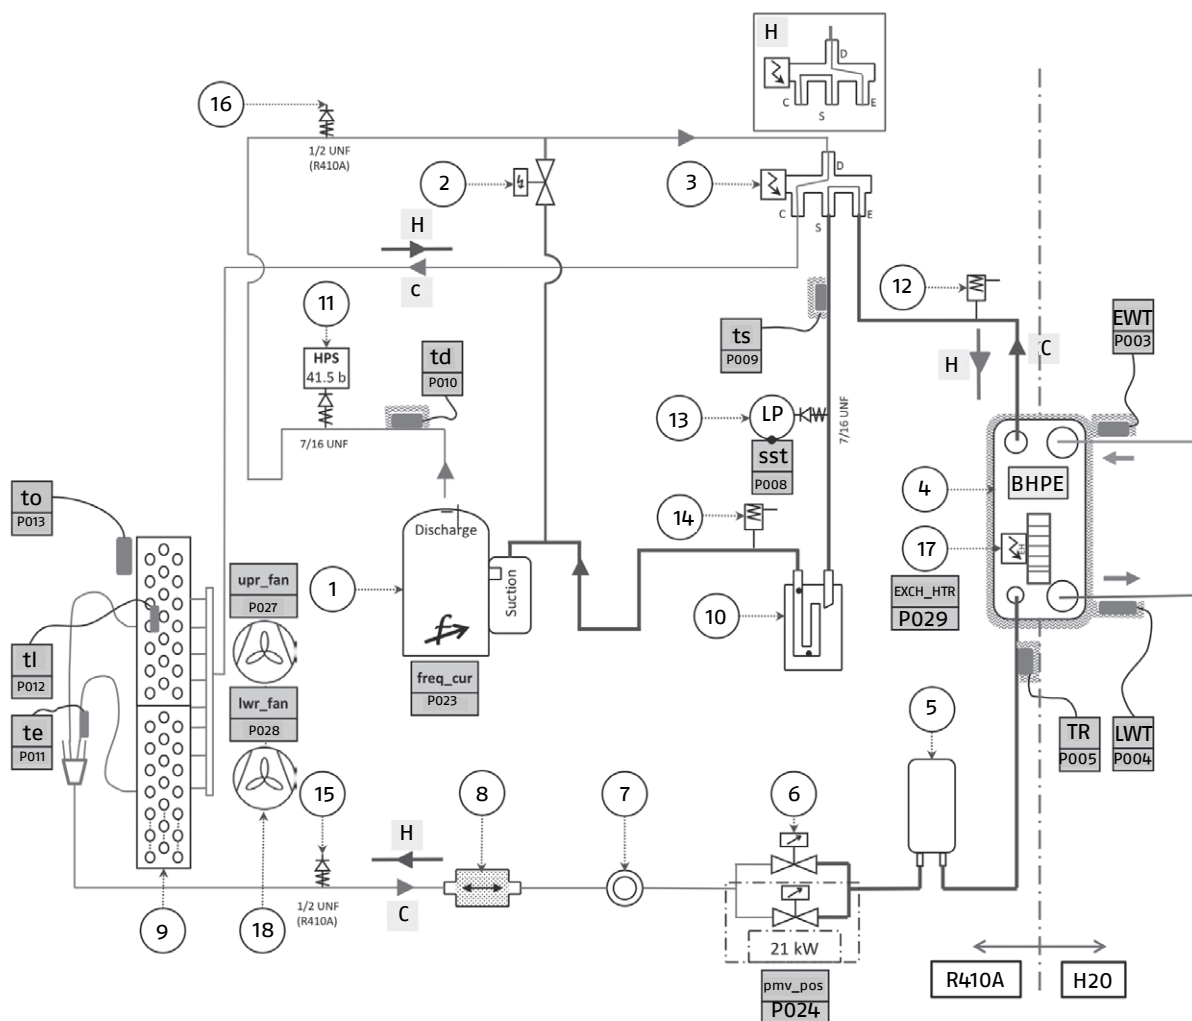 H
D
C
E
S
16
1/2 UNF
(R410A)
2
3
D
C
E
S
H
C
11
HPS
41.5 b
7/16 UNF
td
P010
ts
P009
12
H
C
EWT
P003
13
LP
7/16 UNF
sst
P008
4
BHPE
14
17
EH
EXCH_HTR
P029
to
P013
tl
P012
te
P011
upr_fan
P027
lwr_fan
P028
1
Discharge
Suction
f
freq_cur
P023
10
5
TR
P005
LWT
P004
15
8
7
6
H
C
1/2 UNF
(R410A)
9
18
21 kW
pmv_pos
P024
R410A
H20